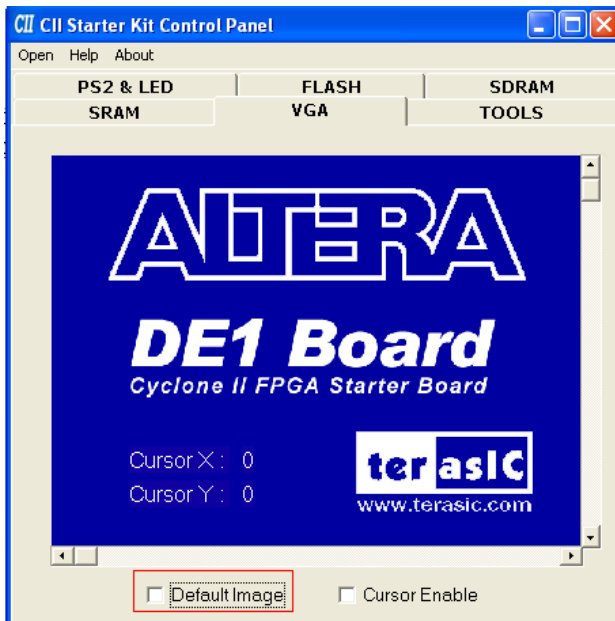 CII CII Starter Kit Control Panel
Open Help About
PS2 & LED FLASH SDRAM
SRAM VGA TOOLS
ALTERA
DE1 Board
Cyclone II FPGA Starter Board
Cursor X : 0
Cursor Y : 0
terasIC
www.terasic.com
Default Image Cursor Enable